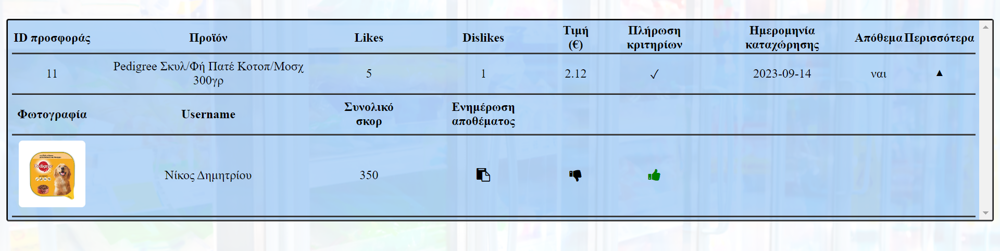 ID προσφοράς Προϊόν Likes Dislikes Τιμή (€) Πλήρωση κριτηρίων Ημερομηνία καταχώρησης Απόθεμα Περισσότερα
11 Pedigree Σκυλ/Φή Πατέ Κοτοπ/Μοσχ 300γρ 5 1 2.12 ✓ 2023-09-14 ναι ▲
Φωτογραφία Username Συνολικό σκορ Ενημέρωση αποθέματος
Pedigree
Νίκος Δημητρίου 350